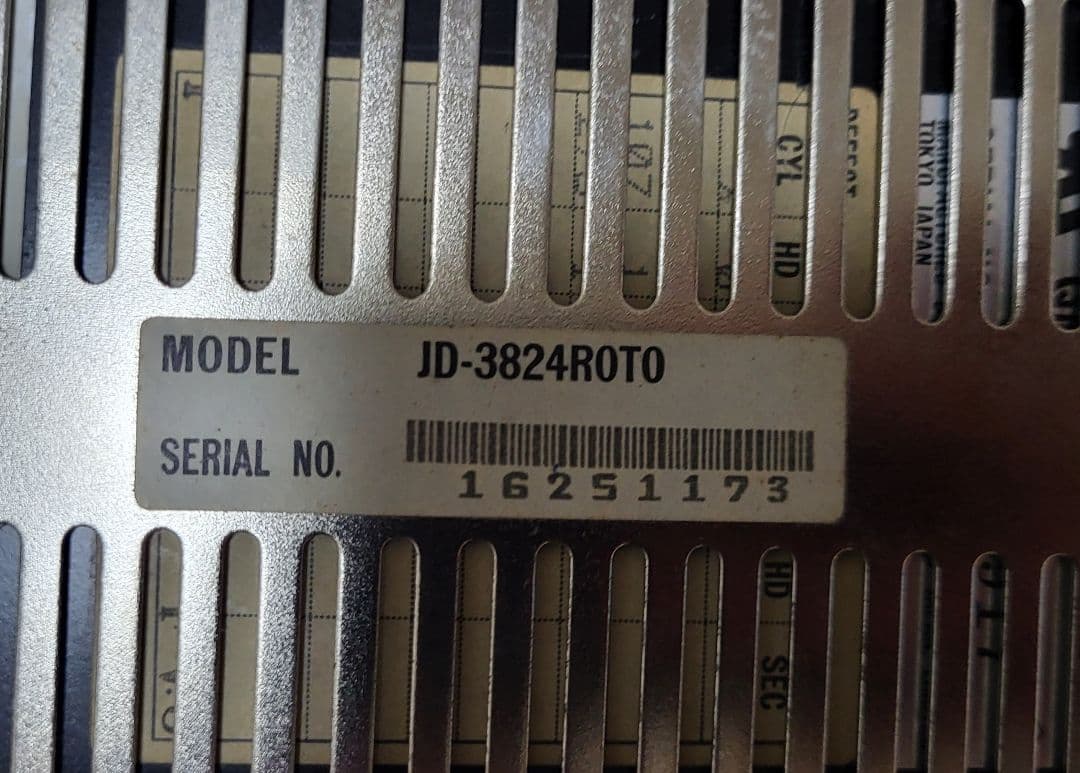 MODEL JD-3824R0T0
SERIAL NO. 16251173
CYL HD
TOKYO JAPAN
HD SEC